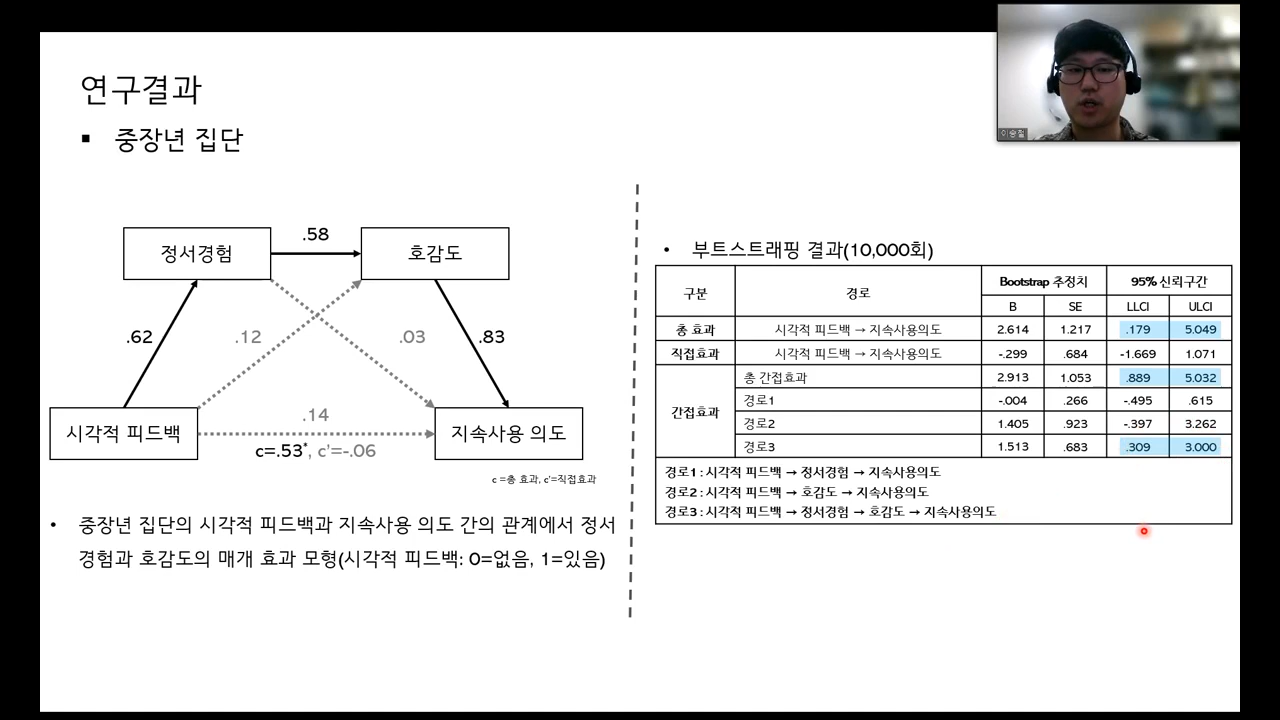 연구결과
▪ 중장년 집단
이승철
정서경험
.58
호감도
.62
.12
.03
.83
시각적 피드백
.14
지속사용 의도
c=.53*, c'=-.06
c =총 효과, c'=직접효과
• 중장년 집단의 시각적 피드백과 지속사용 의도 간의 관계에서 정서
경험과 호감도의 매개 효과 모형(시각적 피드백: 0=없음, 1=있음)
• 부트스트래핑 결과(10,000회)
구분 경로 Bootstrap 추정치 95% 신뢰구간
B SE LLCI ULCI
총 효과 시각적 피드백 → 지속사용의도 2.614 1.217 .179 5.049
직접효과 시각적 피드백 → 지속사용의도 -.299 .684 -1.669 1.071
간접효과 총 간접효과 2.913 1.053 .889 5.032
경로1 -.004 .266 -.495 .615
경로2 1.405 .923 -.397 3.262
경로3 1.513 .683 .309 3.000
경로1 : 시각적 피드백 → 정서경험 → 지속사용의도
경로2 : 시각적 피드백 → 호감도 → 지속사용의도
경로3 : 시각적 피드백 → 정서경험 → 호감도 → 지속사용의도